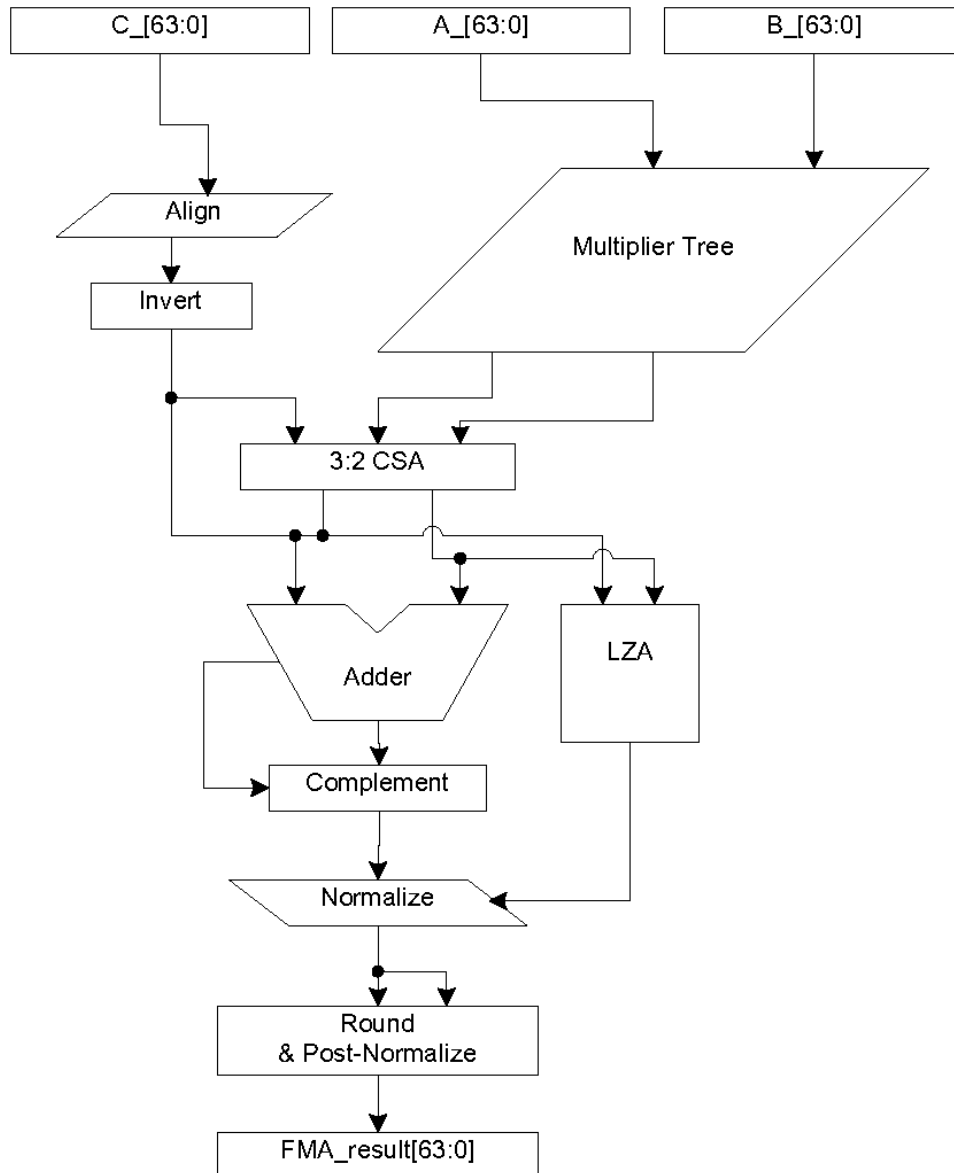 C_[63:0]
A_[63:0]
B_[63:0]
Align
Multiplier Tree
Invert
3:2 CSA
LZA
Adder
Complement
Normalize
Round
& Post-Normalize
FMA_result[63:0]